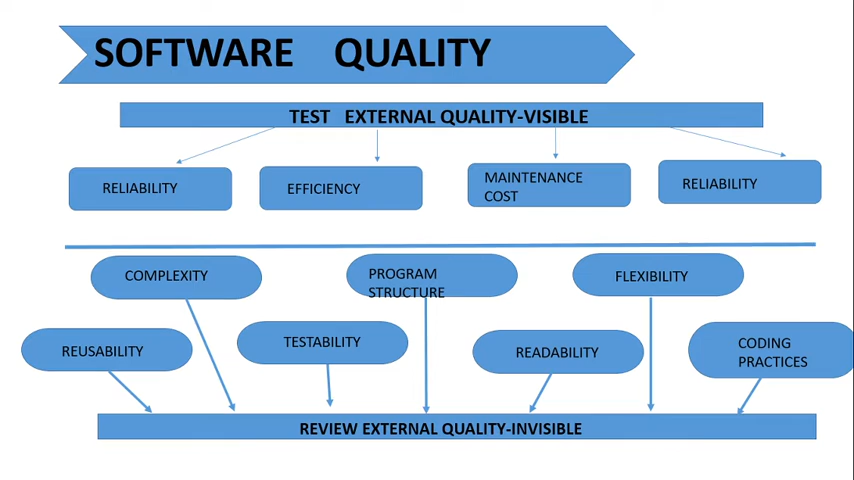 SOFTWARE QUALITY
TEST EXTERNAL QUALITY-VISIBLE
RELIABILITY
EFFICIENCY
MAINTENANCE
COST
RELIABILITY
COMPLEXITY
PROGRAM
STRUCTURE
FLEXIBILITY
REUSABILITY
TESTABILITY
READABILITY
CODING
PRACTICES
REVIEW EXTERNAL QUALITY-INVISIBLE